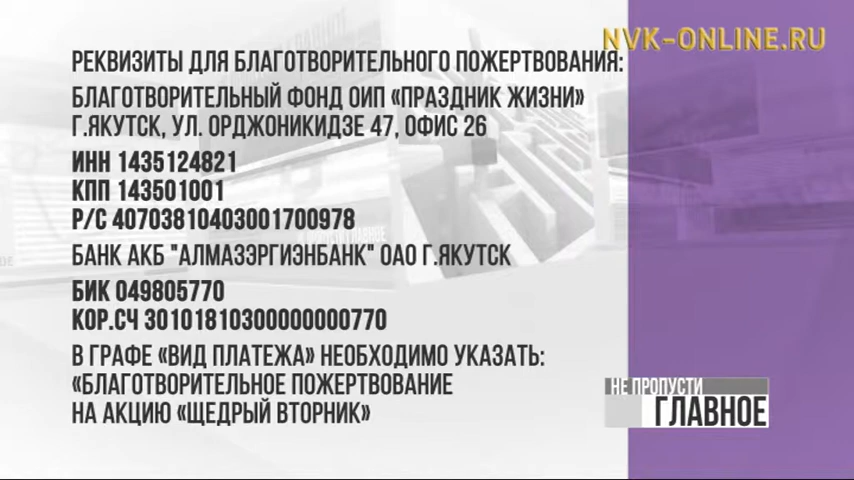 NVK-ONLINE.RU
РЕКВИЗИТЫ ДЛЯ БЛАГОТВОРИТЕЛЬНОГО ПОЖЕРТВОВАНИЯ:
БЛАГОТВОРИТЕЛЬНЫЙ ФОНД ОИП «ПРАЗДНИК ЖИЗНИ»
Г.ЯКУТСК, УЛ. ОРДЖОНИКИДЗЕ 47, ОФИС 26
ИНН 1435124821
КПП 143501001
Р/С 40703810403001700978
БАНК АКБ "АЛМАЗЭРГИЭНБАНК" ОАО Г.ЯКУТСК
БИК 049805770
КОР.СЧ 30101810300000000770
В ГРАФЕ «ВИД ПЛАТЕЖА» НЕОБХОДИМО УКАЗАТЬ:
«БЛАГОТВОРИТЕЛЬНОЕ ПОЖЕРТВОВАНИЕ
НА АКЦИЮ «ЩЕДРЫЙ ВТОРНИК»
НЕ ПРОПУСТИ
ГЛАВНОЕ